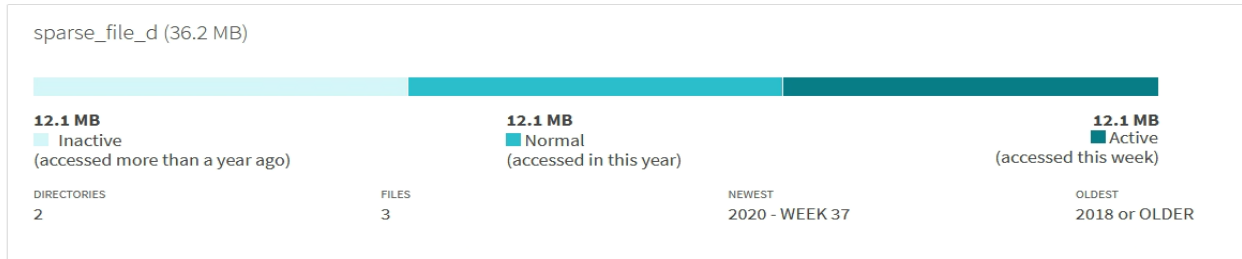 sparse_file_d (36.2 MB)
12.1 MB 12.1 MB 12.1 MB
Inactive Normal Active
(accessed more than a year ago) (accessed in this year) (accessed this week)
DIRECTORIES FILES NEWEST OLDEST
2 3 2020 - WEEK 37 2018 or OLDER